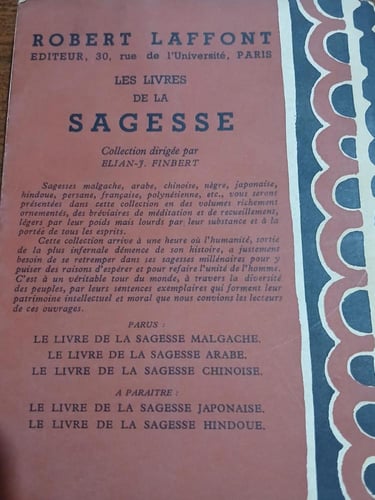 ROBERT LAFFONT
EDITEUR, 30, rue de l'Université, PARIS
LES LIVRES
DE LA
SAGESSE
Collection dirigée par
ELIAN-J. FINBERT
Sagesses malgache, arabe, chinoise, nègre, japonaise,
hindoue, persane, française, polynésienne, etc., vous seront
présentées dans cette collection en des volumes richement
ornementés, des bréviaires de méditation et de recueillement,
légers par leur poids mais lourds par leur substance et à la
portée de tous les esprits.
Cette collection arrive à une heure où l'humanité, sortie
de la plus infernale démence de son histoire, a justement
besoin de se retremper dans ses sagesses millénaires pour y
puiser des raisons d'espérer et pour refaire l'unité de l'homme.
C'est à un véritable tour du monde, à travers la diversité
des peuples, par leurs sentences exemplaires qui forment leur
patrimoine intellectuel et moral que nous convions les lecteurs
de ces ouvrages.
PARUS :
LE LIVRE DE LA SAGESSE MALGACHE.
LE LIVRE DE LA SAGESSE ARABE.
LE LIVRE DE LA SAGESSE CHINOISE.
A PARAITRE :
LE LIVRE DE LA SAGESSE JAPONAISE.
LE LIVRE DE LA SAGESSE HINDOUE.